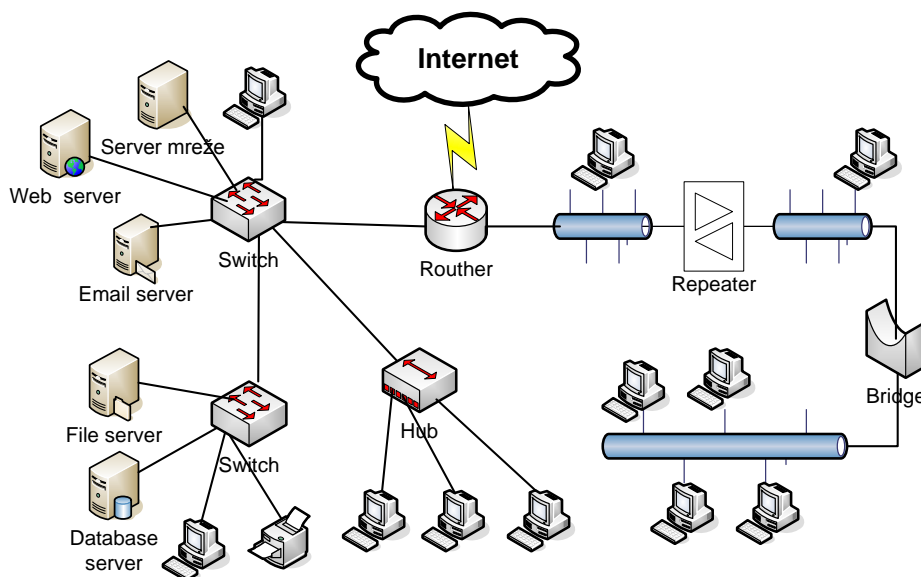 Internet
Server mreže
Web  server
Switch
Routher
Repeater
Email server
Bridge
File server
Switch
Hub
Database
server